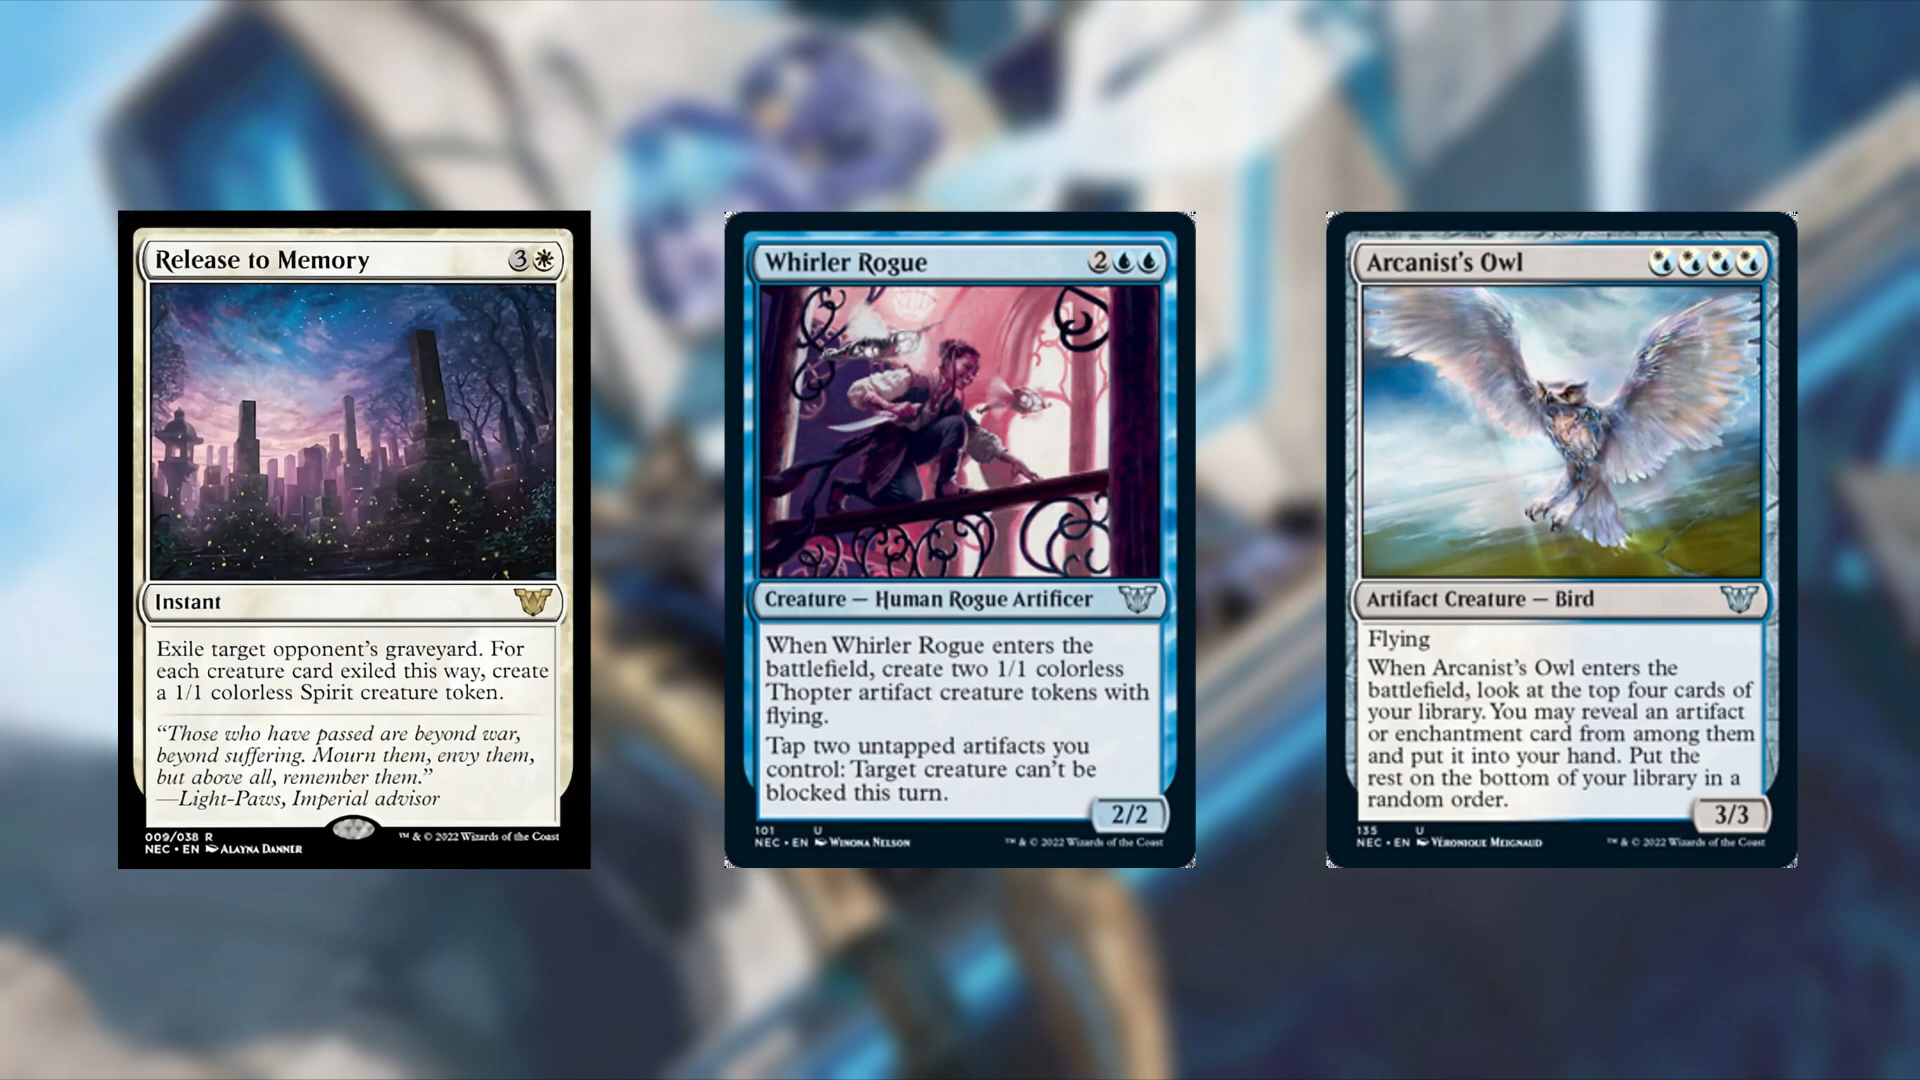 Release to Memory 3
Instant
Exile target opponent's graveyard. For
each creature card exiled this way, create
a 1/1 colorless Spirit creature token.
“Those who have passed are beyond war,
beyond suffering. Mourn them, envy them,
but above all, remember them.”
—Light-Paws, Imperial advisor
009/038 R
NEC • EN ALAYNA DANNER
™ & © 2022 Wizards of the Coast
Whirler Rogue 2
Creature — Human Rogue Artificer
When Whirler Rogue enters the
battlefield, create two 1/1 colorless
Thopter artifact creature tokens with
flying.
Tap two untapped artifacts you
control: Target creature can't be
blocked this turn.
2/2
101 U
NEC • EN WINONA NELSON
™ & © 2022 Wizards of the Coast
Arcanist's Owl
Artifact Creature — Bird
Flying
When Arcanist's Owl enters the
battlefield, look at the top four cards of
your library. You may reveal an artifact
or enchantment card from among them
and put it into your hand. Put the
rest on the bottom of your library in a
random order.
3/3
135 U
NEC • EN VÉRONIQUE MEIGNAUD
™ & © 2022 Wizards of the Coast